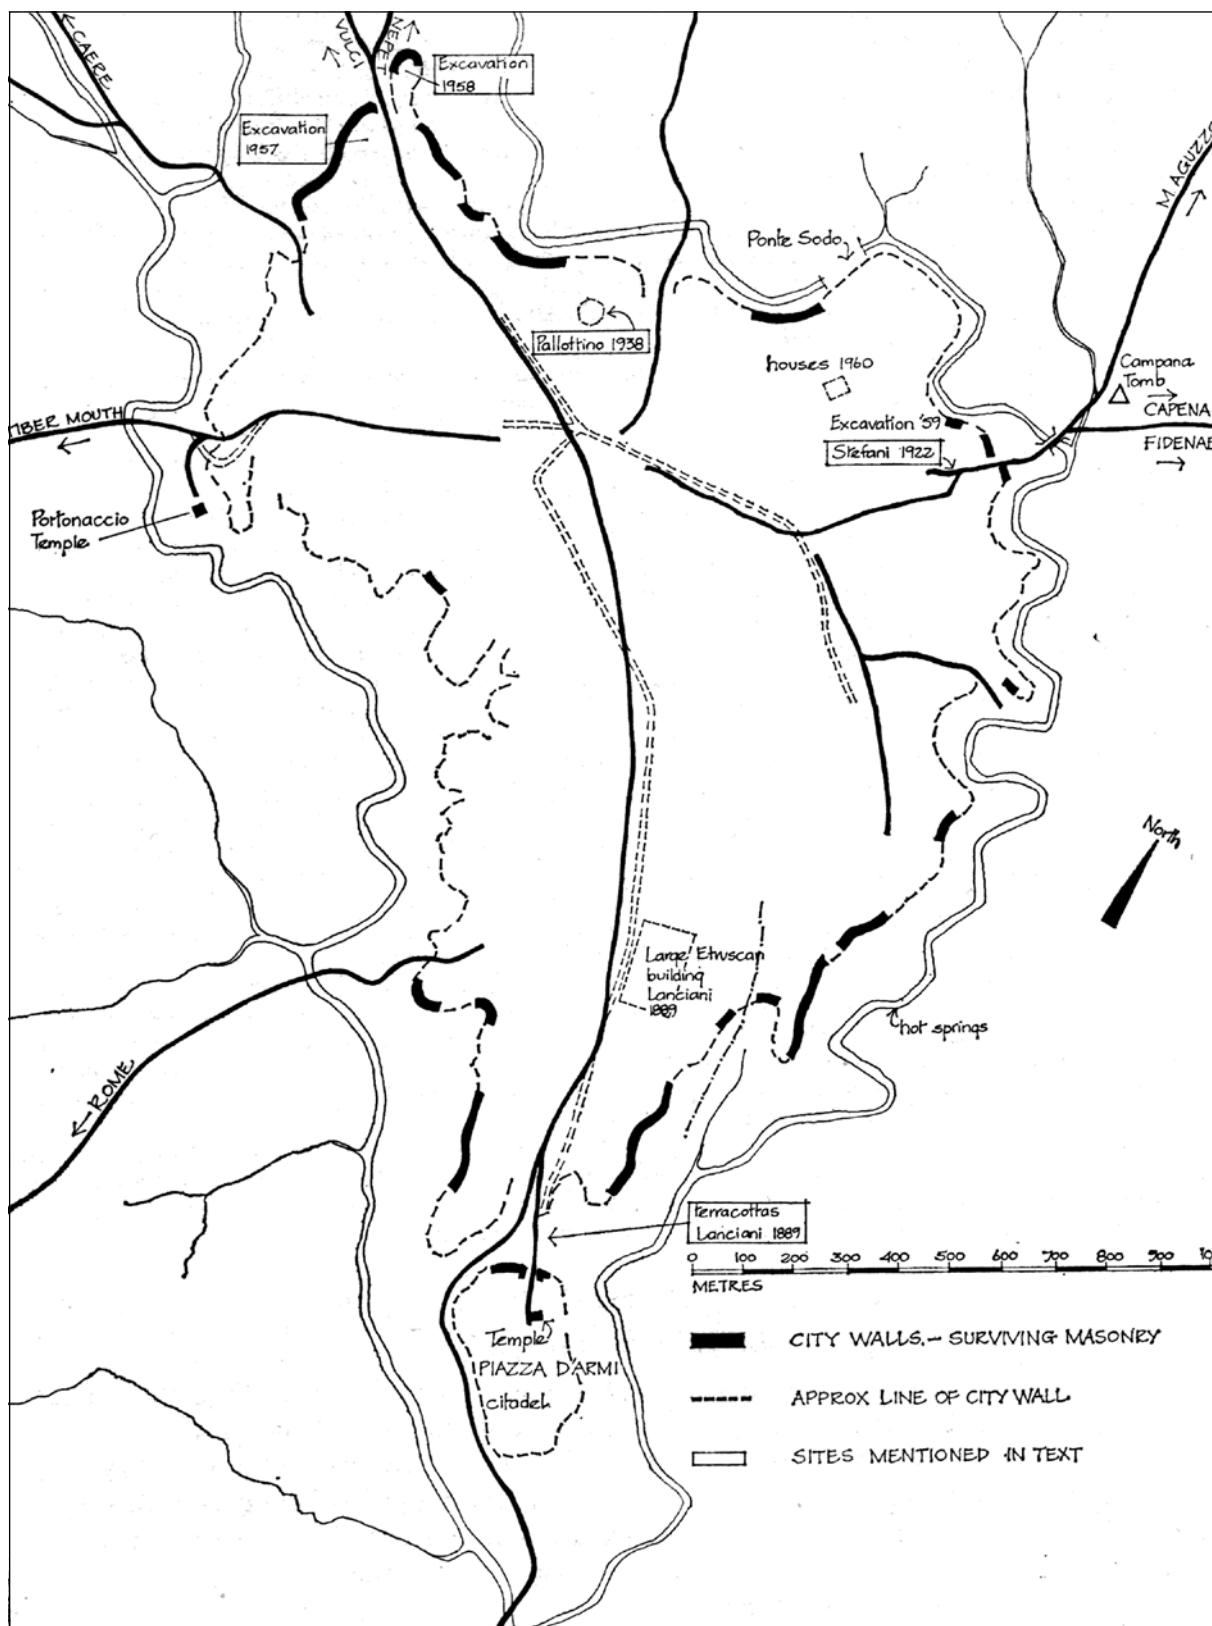 CAERE
VULCI
NEPET
Excavation
1958
Excavation
1957
M AGUZZO
Ponte Sodo
Pallottino 1938
houses 1960
Campana
Tomb
CAPENA
FIDENAE
Excavation '59
Stefani 1922
TIBER MOUTH
Portonaccio
Temple
North
Large Etruscan
building
Lanciani
1889
hot springs
ROME
Terracottas
Lanciani 1889
0 100 200 300 400 500 600 700 800 900
METRES
Temple
PIAZZA D'ARMI
citadel
CITY WALLS.- SURVIVING MASONRY
APPROX LINE OF CITY WALL
SITES MENTIONED IN TEXT